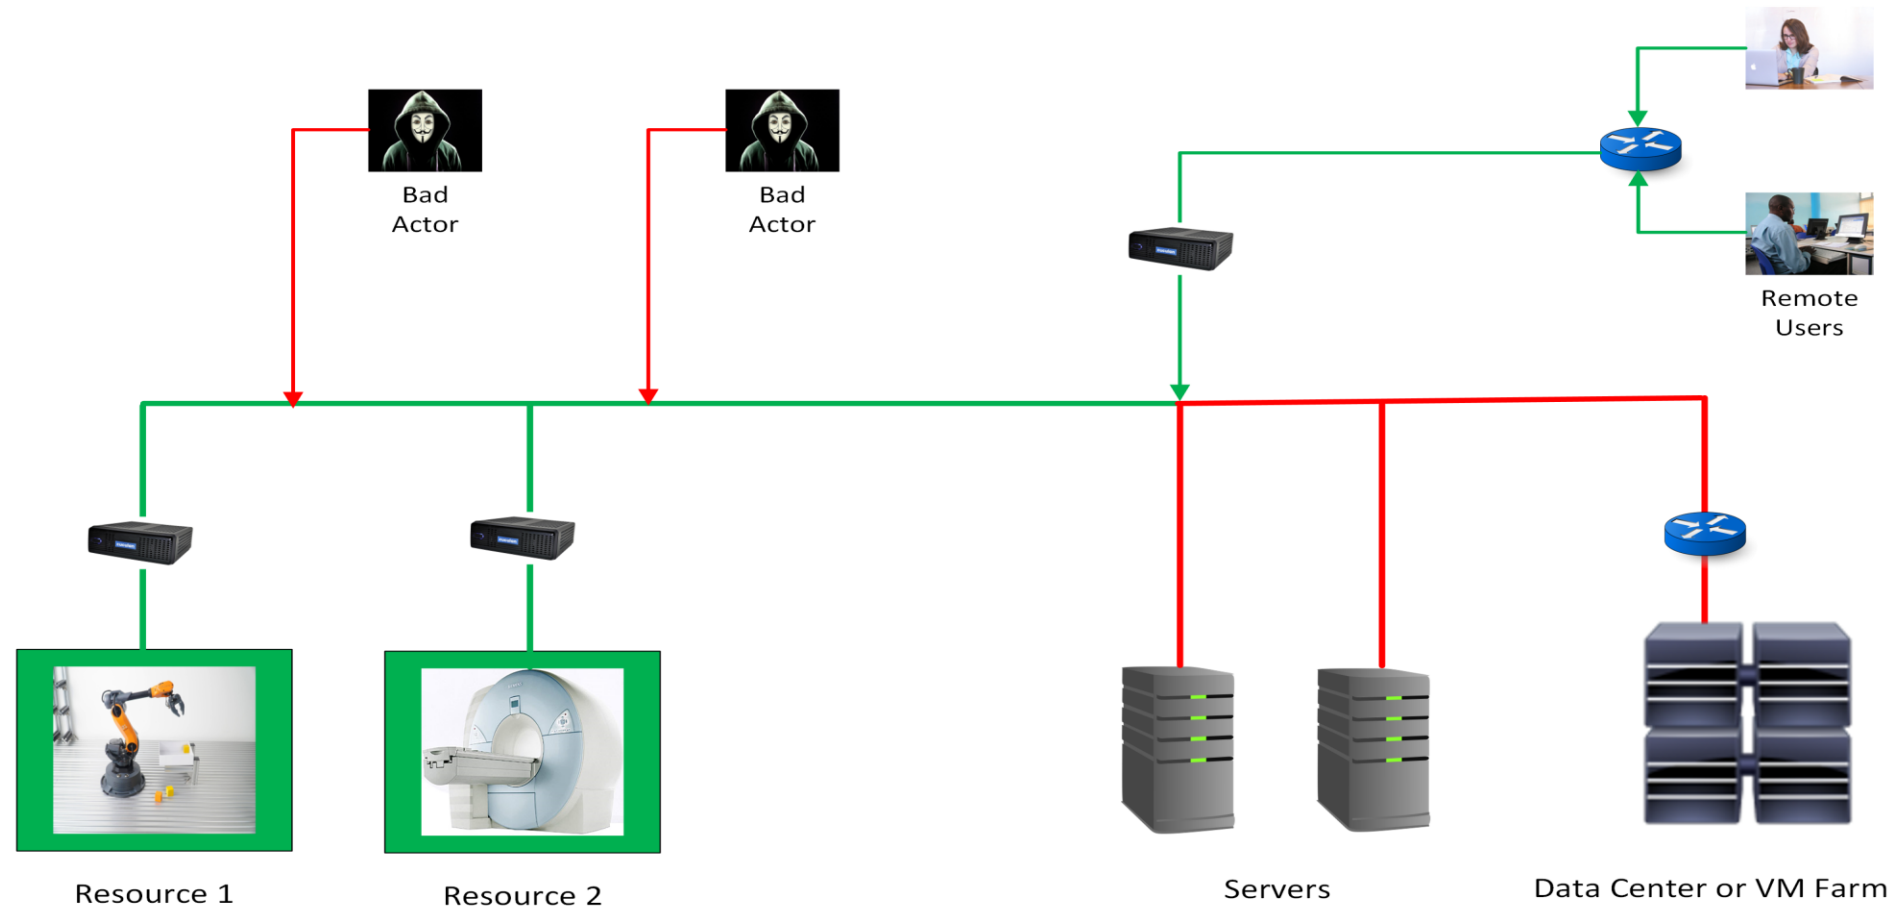 Bad
Actor
Bad
Actor
Remote
Users
Resource 1
Resource 2
Servers
Data Center or VM Farm